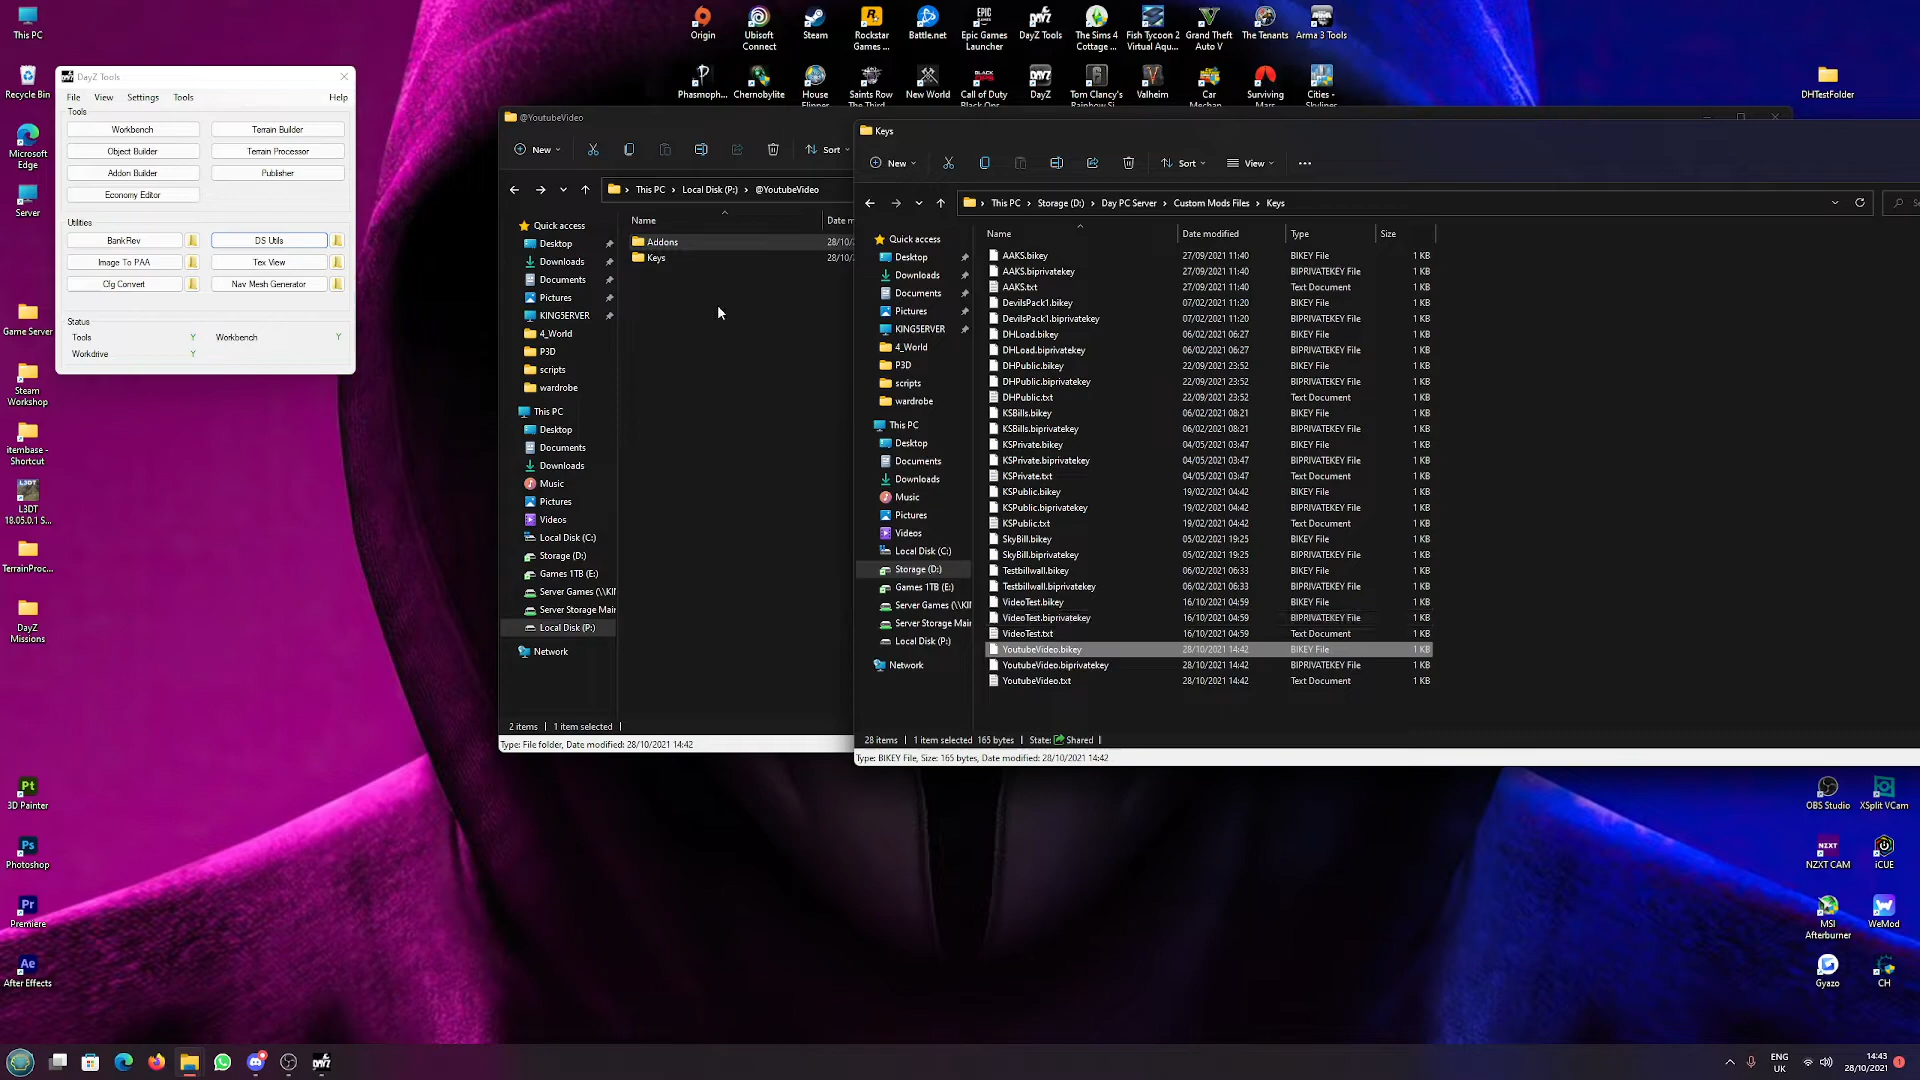 This PC
Recycle Bin
Microsoft
Edge
Server
Game Server
Steam
Workshop
itembase -
Shortcut
L3DT
L3DT
18.05.0.1 S...
TerrainProc...
DayZ
Missions
3D Painter
Photoshop
Premiere
After Effects
Origin
Ubisoft
Connect
Steam
Rockstar
Games ...
Battle.net
Epic Games
Launcher
DayZ Tools
The Sims 4
Cottage ...
Fish Tycoon 2
Virtual Aqu...
Grand Theft
Auto V
The Tenants
Arma 3 Tools
Phasmoph...
Chernobylite
House
Flipper
Saints Row
The Third
New World
Call of Duty
Black Ops
DayZ
Tom Clancy's
Rainbow Si
Valheim
Car
Mechan
Surviving
Mars
Cities -
Skylines
DHTestFolder
DayZ Tools
File View Settings Tools Help
Tools
Workbench Terrain Builder
Object Builder Terrain Processor
Addon Builder Publisher
Economy Editor
Utilities
BankRev DS Utils
Image To PAA Tex View
Cfg Convert Nav Mesh Generator
Status
Tools Y Workbench Y
Workdrive Y
@YoutubeVideo
New Sort
This PC > Local Disk (P:) > @YoutubeVideo
Name Date m
Addons 28/10/
Keys 28/10/
Quick access
Desktop
Downloads
Documents
Pictures
KINGSERVER
4_World
P3D
scripts
wardrobe
This PC
Desktop
Documents
Downloads
Music
Pictures
Videos
Local Disk (C:)
Storage (D:)
Games 1TB (E:)
Server Games (\\KII
Server Storage Mair
Local Disk (P:)
Network
2 items | 1 item selected |
Type: File folder, Date modified: 28/10/2021 14:42
Keys
New Sort View ...
This PC > Storage (D:) > Day PC Server > Custom Mods Files > Keys
Name Date modified Type Size
Quick access
Desktop
Downloads
Documents
Pictures
KINGSERVER
4_World
P3D
scripts
wardrobe
This PC
Desktop
Documents
Downloads
Music
Pictures
Videos
Local Disk (C:)
Storage (D:)
Games 1TB (E:)
Server Games (\\KII
Server Storage Mair
Local Disk (P:)
Network
AAKS.bikey 27/09/2021 11:40 BIKEY File 1 KB
AAKS.biprivatekey 27/09/2021 11:40 BIPRIVATEKEY File 1 KB
AAKS.txt 27/09/2021 11:40 Text Document 1 KB
DevilsPack1.bikey 07/02/2021 11:20 BIKEY File 1 KB
DevilsPack1.biprivatekey 07/02/2021 11:20 BIPRIVATEKEY File 1 KB
DHLoad.bikey 06/02/2021 06:27 BIKEY File 1 KB
DHLoad.biprivatekey 06/02/2021 06:27 BIPRIVATEKEY File 1 KB
DHPublic.bikey 22/09/2021 23:52 BIKEY File 1 KB
DHPublic.biprivatekey 22/09/2021 23:52 BIPRIVATEKEY File 1 KB
DHPublic.txt 22/09/2021 23:52 Text Document 1 KB
KSBills.bikey 06/02/2021 08:21 BIKEY File 1 KB
KSBills.biprivatekey 06/02/2021 08:21 BIPRIVATEKEY File 1 KB
KSPrivate.bikey 04/05/2021 03:47 BIKEY File 1 KB
KSPrivate.biprivatekey 04/05/2021 03:47 BIPRIVATEKEY File 1 KB
KSPrivate.txt 04/05/2021 03:47 Text Document 1 KB
KSPublic.bikey 19/02/2021 04:42 BIKEY File 1 KB
KSPublic.biprivatekey 19/02/2021 04:42 BIPRIVATEKEY File 1 KB
KSPublic.txt 19/02/2021 04:42 Text Document 1 KB
SkyBill.bikey 05/02/2021 19:25 BIKEY File 1 KB
SkyBill.biprivatekey 05/02/2021 19:25 BIPRIVATEKEY File 1 KB
Testbillwall.bikey 06/02/2021 06:33 BIKEY File 1 KB
Testbillwall.biprivatekey 06/02/2021 06:33 BIPRIVATEKEY File 1 KB
VideoTest.bikey 16/10/2021 04:59 BIKEY File 1 KB
VideoTest.biprivatekey 16/10/2021 04:59 BIPRIVATEKEY File 1 KB
VideoTest.txt 16/10/2021 04:59 Text Document 1 KB
YoutubeVideo.bikey 28/10/2021 14:42 BIKEY File 1 KB
YoutubeVideo.biprivatekey 28/10/2021 14:42 BIPRIVATEKEY File 1 KB
YoutubeVideo.txt 28/10/2021 14:42 Text Document 1 KB
28 items | 1 item selected 165 bytes | State: Shared |
Type: BIKEY File, Size: 165 bytes, Date modified: 28/10/2021 14:42
OBS Studio
XSplit VCam
NZXT
NZXT CAM
iCUE
MSI
Afterburner
WeMod
Gyazo
CH
ENG
UK
14:43
28/10/2021
1